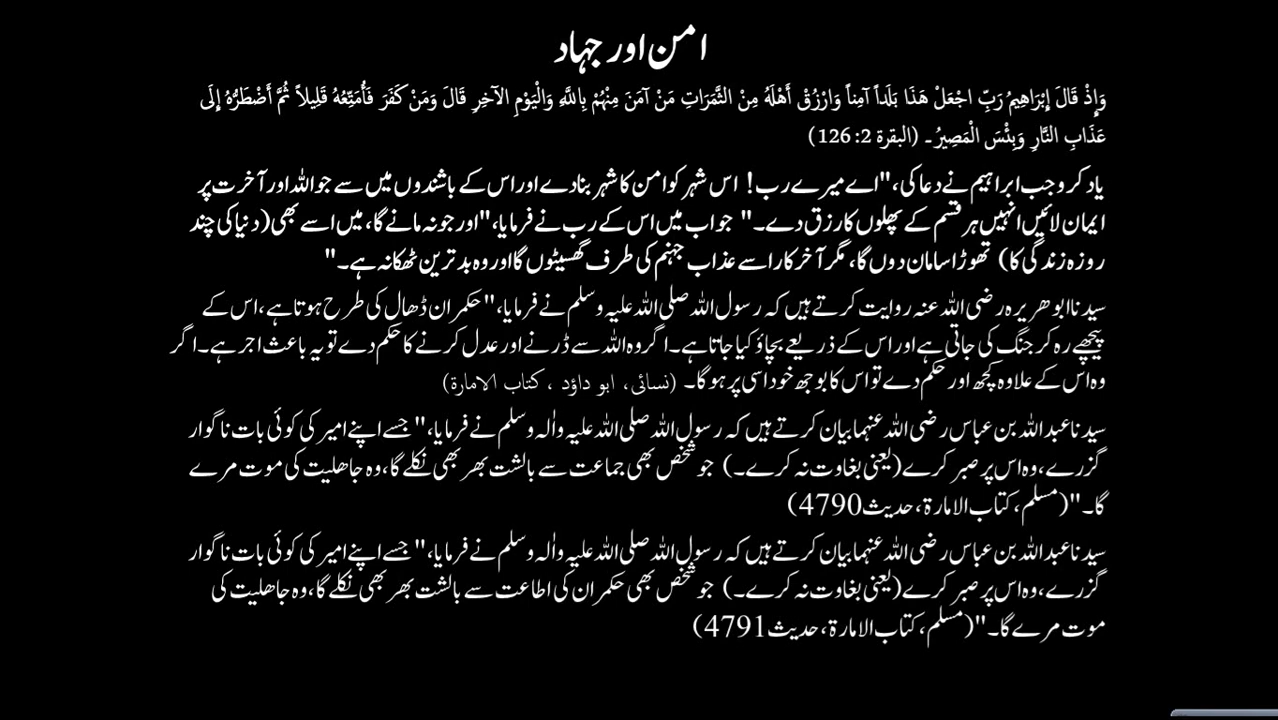 امن اور جہاد
وَإِذْ قَالَ إِبْرَاهِيمُ رَبِّ اجْعَلْ هَذَا بَلَداً آمِناً وَارْزُقْ أَهْلَهُ مِنْ الثَّمَرَاتِ مَنْ آمَنَ مِنْهُمْ بِاللَّهِ وَالْيَوْمِ الآخِرِ قَالَ وَمَنْ كَفَرَ فَأُمَتِّعُهُ قَلِيلاً ثُمَّ أَضْطَرُّهُ إِلَى
عَذَابِ النَّارِ وَبِئْسَ الْمَصِيرُ۔ (البقرة 2: 126)
یاد کرو جب ابراہیم نے دعا کی، "اے میرے رب! اس شہر کو امن کا شہر بنا دے اور اس کے باشندوں میں سے جو اللہ اور آخرت پر
ایمان لائیں انہیں ہر قسم کے پھلوں کا رزق دے۔" جواب میں اس کے رب نے فرمایا، "اور جو نہ مانے گا، میں اسے بھی (دنیا کی چند
روزہ زندگی کا) تھوڑا سامان دوں گا، مگر آخر کار اسے عذاب جہنم کی طرف گھسیٹوں گا اور وہ بدترین ٹھکانہ ہے۔"
سیدنا ابوھریرہ رضی اللہ عنہ روایت کرتے ہیں کہ رسول اللہ صلی اللہ علیہ وسلم نے فرمایا، "حکمران ڈھال کی طرح ہوتا ہے، اس کے
پیچھے رہ کر جنگ کی جاتی ہے اور اس کے ذریعے بچاؤ کیا جاتا ہے۔ اگر وہ اللہ سے ڈرنے اور عدل کرنے کا حکم دے تو یہ باعث اجر ہے۔ اگر
وہ اس کے علاوہ کچھ اور حکم دے تو اس کا بوجھ خود اسی پر ہو گا۔ (نسائی، ابو داؤد ، کتاب الامارۃ)
سیدنا عبداللہ بن عباس رضی اللہ عنہما بیان کرتے ہیں کہ رسول اللہ صلی اللہ علیہ واٰلہ وسلم نے فرمایا، "جسے اپنے امیر کی کوئی بات ناگوار
گزرے، وہ اس پر صبر کرے (یعنی بغاوت نہ کرے۔) جو شخص بھی جماعت سے بالشت بھر بھی نکلے گا، وہ جاھلیت کی موت مرے
گا۔" (مسلم، کتاب الامارۃ، حدیث 4790)
سیدنا عبداللہ بن عباس رضی اللہ عنہما بیان کرتے ہیں کہ رسول اللہ صلی اللہ علیہ واٰلہ وسلم نے فرمایا، "جسے اپنے امیر کی کوئی بات ناگوار
گزرے، وہ اس پر صبر کرے (یعنی بغاوت نہ کرے۔) جو شخص بھی حکمران کی اطاعت سے بالشت بھر بھی نکلے گا، وہ جاھلیت کی
موت مرے گا۔" (مسلم، کتاب الامارۃ، حدیث 4791)